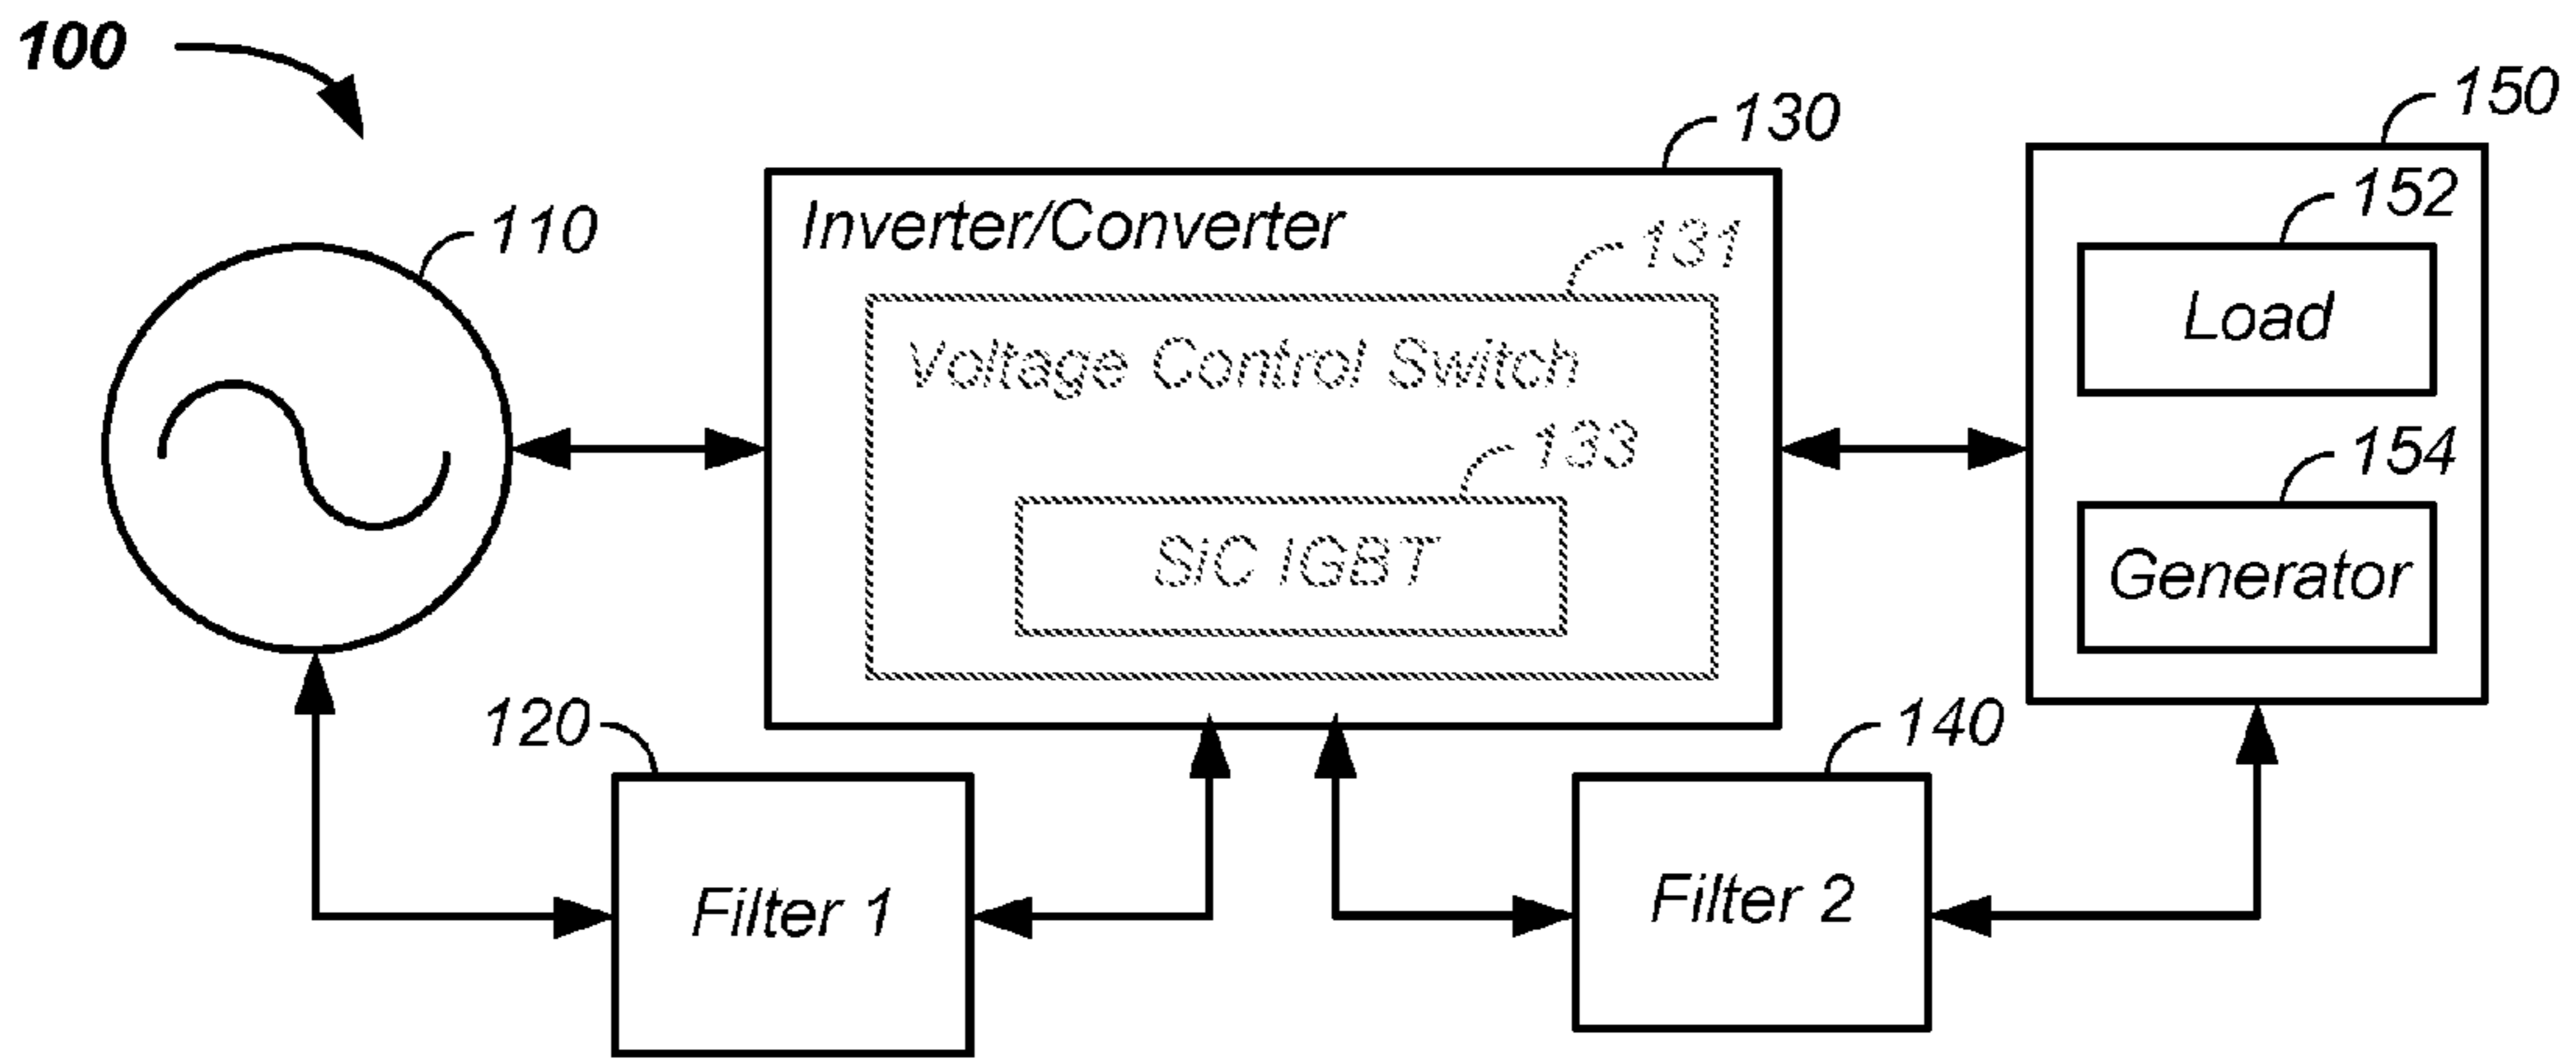 100
110
130
150
Inverter/Converter
131
152
Load
Voltage Control Switch
133
154
SiC IGBT
Generator
120
140
Filter 1
Filter 2